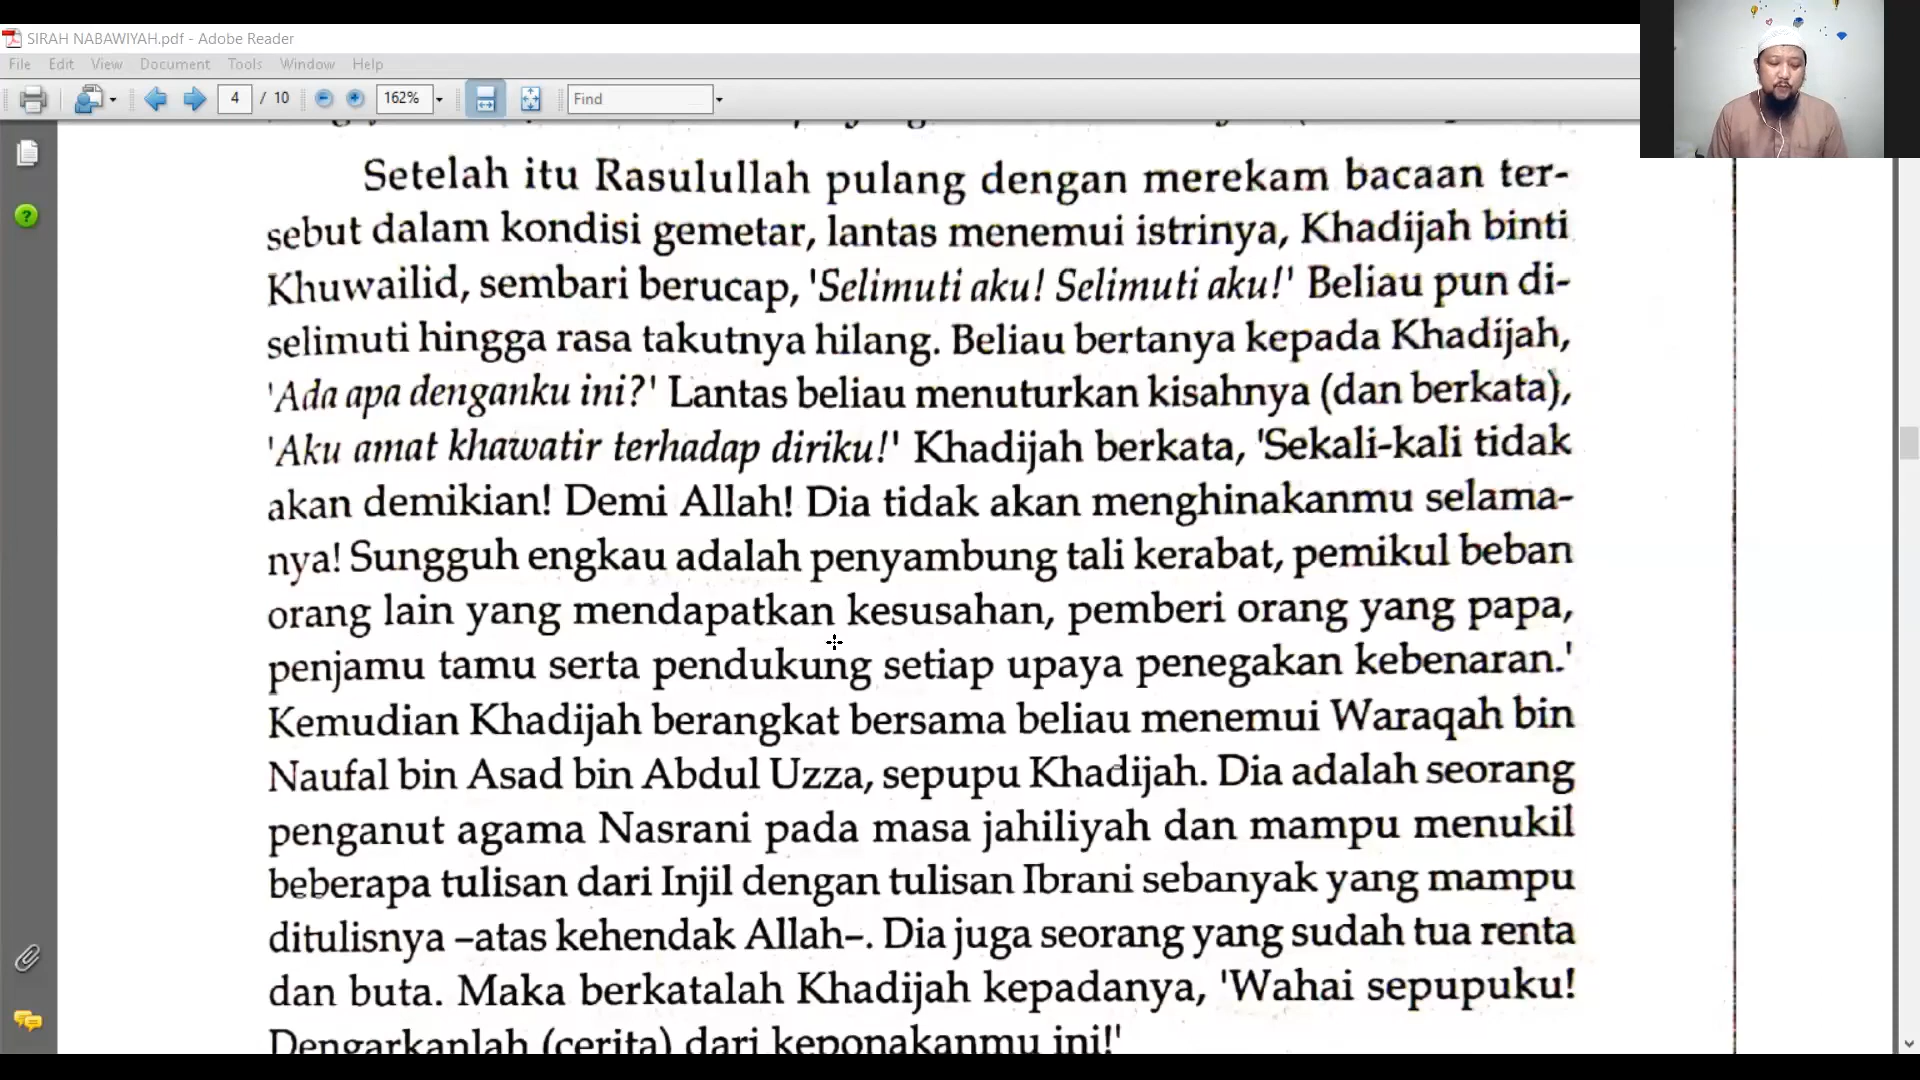 SIRAH NABAWIYAH.pdf - Adobe Reader
File Edit View Document Tools Window Help
4 / 10 162% Find
Setelah itu Rasulullah pulang dengan merekam bacaan ter-
sebut dalam kondisi gemetar, lantas menemui istrinya, Khadijah binti
Khuwailid, sembari berucap, 'Selimuti aku! Selimuti aku!' Beliau pun di-
selimuti hingga rasa takutnya hilang. Beliau bertanya kepada Khadijah,
'Ada apa denganku ini?' Lantas beliau menuturkan kisahnya (dan berkata),
'Aku amat khawatir terhadap diriku!' Khadijah berkata, 'Sekali-kali tidak
akan demikian! Demi Allah! Dia tidak akan menghinakanmu selama-
nya! Sungguh engkau adalah penyambung tali kerabat, pemikul beban
orang lain yang mendapatkan kesusahan, pemberi orang yang papa,
penjamu tamu serta pendukung setiap upaya penegakan kebenaran.'
Kemudian Khadijah berangkat bersama beliau menemui Waraqah bin
Naufal bin Asad bin Abdul Uzza, sepupu Khadijah. Dia adalah seorang
penganut agama Nasrani pada masa jahiliyah dan mampu menukil
beberapa tulisan dari Injil dengan tulisan Ibrani sebanyak yang mampu
ditulisnya –atas kehendak Allah–. Dia juga seorang yang sudah tua renta
dan buta. Maka berkatalah Khadijah kepadanya, 'Wahai sepupuku!
Dengarkanlah (cerita) dari keponakanmu ini!'